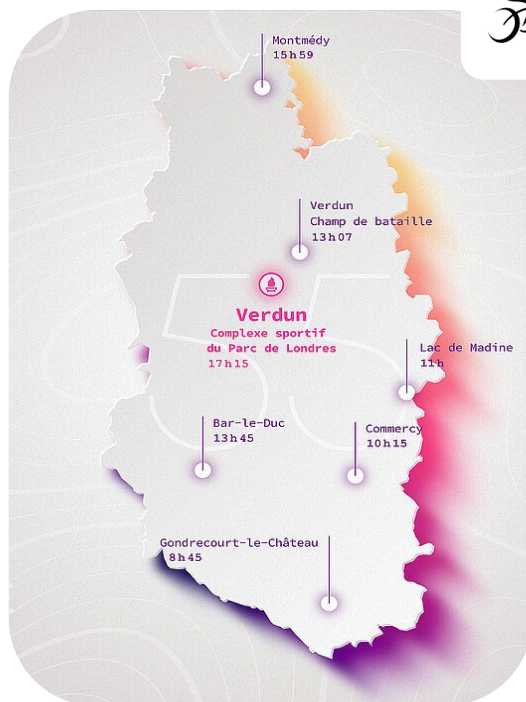 Montmédy
15h59
Verdun
Champ de bataille
13h07
55
Verdun
Complexe sportif
du Parc de Londres
17h15
Lac de Madine
11h
Bar-le-Duc
13h45
Commercy
10h15
Gondrecourt-le-Château
8h45